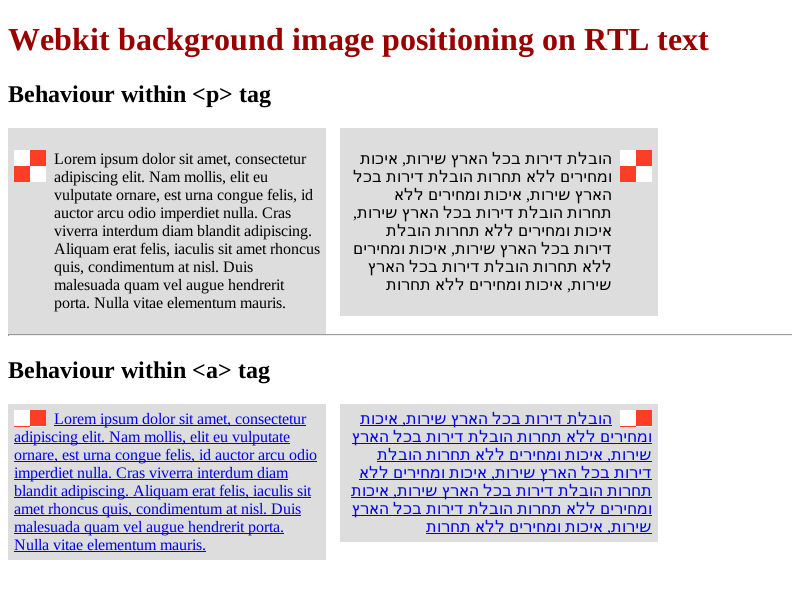 Webkit background image positioning on RTL text
Behaviour within <p> tag
Lorem ipsum dolor sit amet, consectetur
adipiscing elit. Nam mollis, elit eu
vulputate ornare, est urna congue felis, id
auctor arcu odio imperdiet nulla. Cras
viverra interdum diam blandit adipiscing.
Aliquam erat felis, iaculis sit amet rhoncus
quis, condimentum at nisl. Duis
malesuada quam vel augue hendrerit
porta. Nulla vitae elementum mauris.
הובלת דירות בכל הארץ שירות, איכות
ומחירים ללא תחרות הובלת דירות בכל
הארץ שירות, איכות ומחירים ללא
תחרות הובלת דירות בכל הארץ שירות,
איכות ומחירים ללא תחרות הובלת
דירות בכל הארץ שירות, איכות ומחירים
ללא תחרות הובלת דירות בכל הארץ
שירות, איכות ומחירים ללא תחרות
Behaviour within <a> tag
Lorem ipsum dolor sit amet, consectetur
adipiscing elit. Nam mollis, elit eu vulputate
ornare, est urna congue felis, id auctor arcu odio
imperdiet nulla. Cras viverra interdum diam
blandit adipiscing. Aliquam erat felis, iaculis sit
amet rhoncus quis, condimentum at nisl. Duis
malesuada quam vel augue hendrerit porta.
Nulla vitae elementum mauris.
הובלת דירות בכל הארץ שירות, איכות
ומחירים ללא תחרות הובלת דירות בכל הארץ
שירות, איכות ומחירים ללא תחרות הובלת
דירות בכל הארץ שירות, איכות ומחירים ללא
תחרות הובלת דירות בכל הארץ שירות, איכות
ומחירים ללא תחרות הובלת דירות בכל הארץ
שירות, איכות ומחירים ללא תחרות